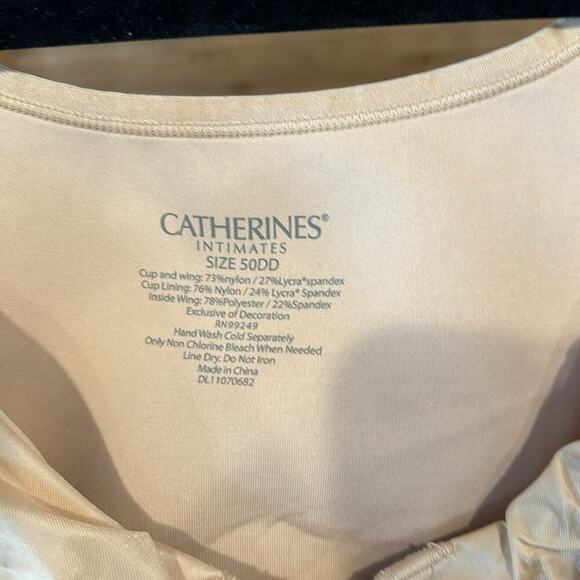 CATHERINES®
INTIMATES
SIZE 50DD
Cup and wing: 73%nylon / 27%Lycra®spandex
Cup Lining: 76% Nylon / 24% Lycra® Spandex
Inside Wing: 78%Polyester / 22%Spandex
Exclusive of Decoration
RN99249
Hand Wash Cold Separately
Only Non Chlorine Bleach When Needed
Line Dry. Do Not Iron
Made in China
DL11070682